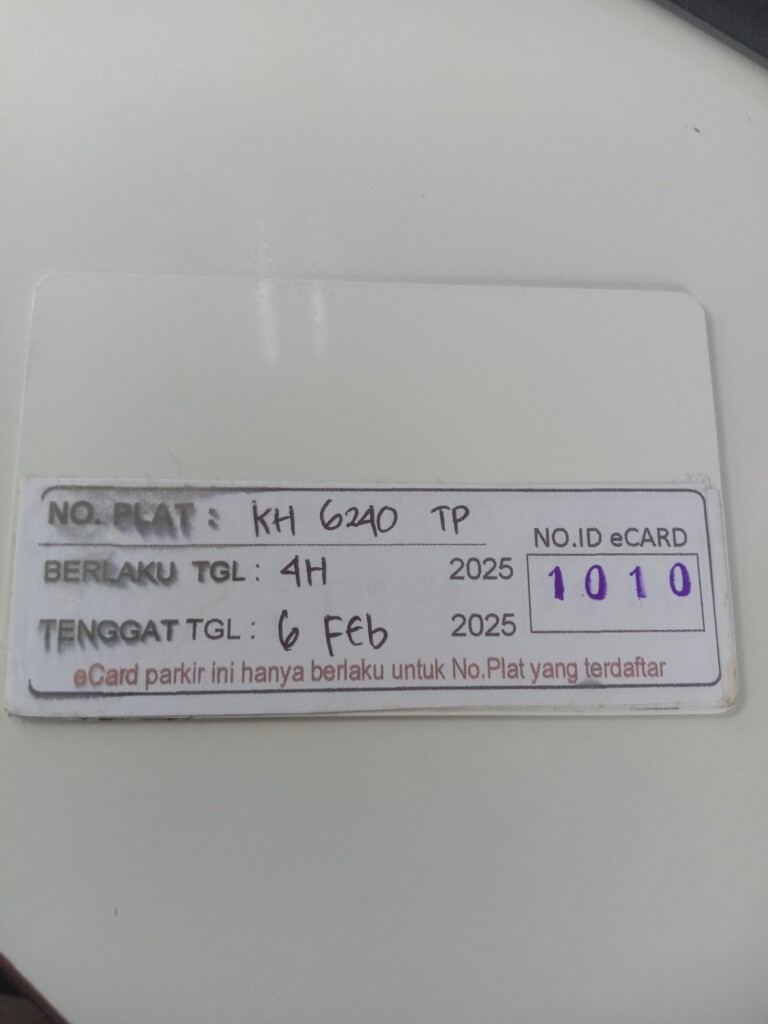 NO. PLAT : KH 6240 TP
NO.ID eCARD
BERLAKU TGL : 4H 2025
1010
TENGGAT TGL : 6 FEb 2025
eCard parkir ini hanya berlaku untuk No.Plat yang terdaftar